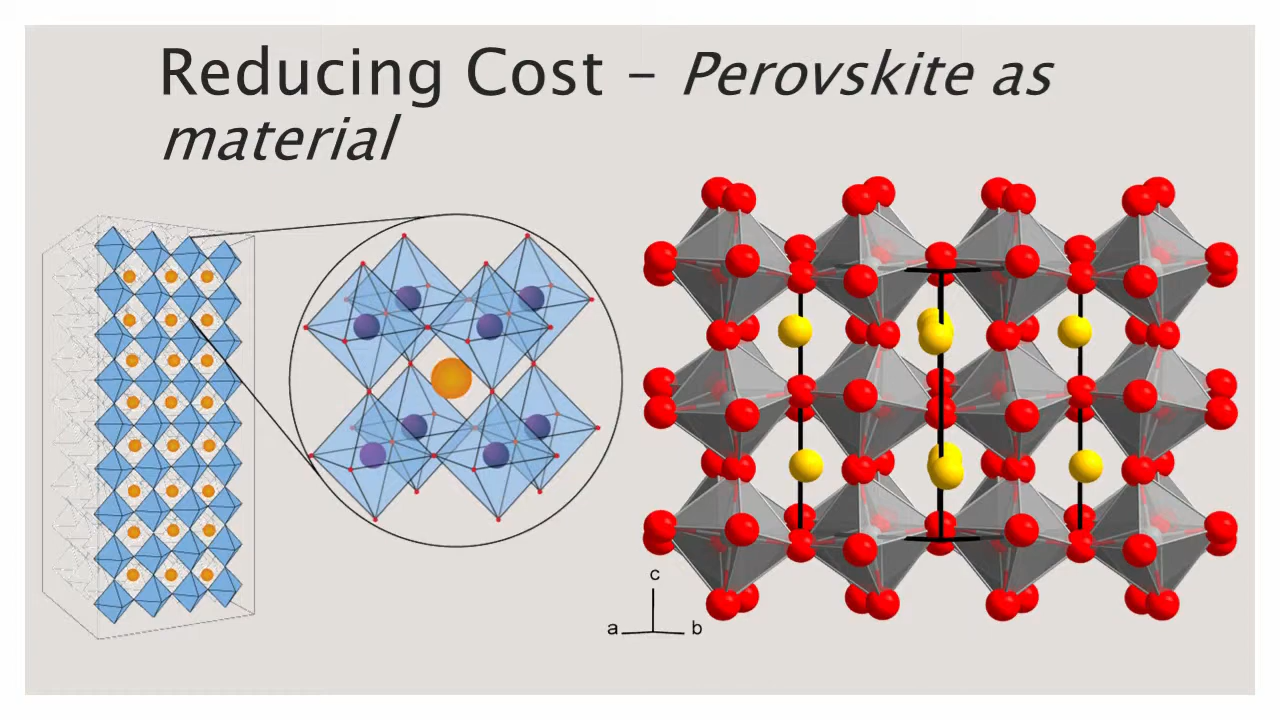 Reducing Cost – Perovskite as
material
c
a
b